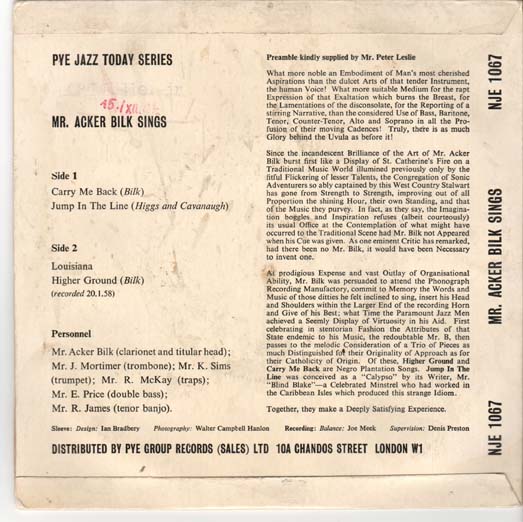 PYE JAZZ TODAY SERIES
MR. ACKER BILK SINGS
Side 1
Carry Me Back (Bilk)
Jump In The Line (Higgs and Cavanaugh)
Side 2
Louisiana
Higher Ground (Bilk)
(recorded 20.1.58)
Personnel
Mr. Acker Bilk (clarionet and titular head);
Mr. J. Mortimer (trombone); Mr. K. Sims
(trumpet); Mr. R. McKay (traps);
Mr. E. Price (double bass);
Mr. R. James (tenor banjo).
Preamble kindly supplied by Mr. Peter Leslie
What more noble an Embodiment of Man's most cherished
Aspirations than the dulcet Arts of that tender Instrument,
the human Voice! What more suitable Medium for the rapt
Expression of that Exaltation which burns the Breast, for
the Lamentations of the disconsolate, for the Reporting of a
stirring Narrative, than the considered Use of Bass, Baritone,
Tenor, Counter-Tenor, Alto and Soprano in all the Pro-
fusion of their moving Cadences! Truly, there is as much
Glory behind the Uvula as before it!
Since the incandescent Brilliance of the Art of Mr. Acker
Bilk burst first like a Display of St. Catherine's Fire on a
Traditional Music World illumined previously only by the
fitful Flickering of lesser Talents, the Congregation of Sonic
Adventurers so ably captained by this West Country Stalwart
has gone from Strength to Strength, improving out of all
Proportion the shining Hour, their own Standing, and that
of the Music they purvey. In fact, as they say, the Imagina-
tion boggles and Inspiration refuses (albeit courteously)
its usual Office at the Contemplation of what might have
occurred to the Traditional Scene had Mr. Bilk not Appeared
when his Cue was given. As one eminent Critic has remarked,
had there been no Mr. Bilk, it would have been Necessary
to invent one.
At prodigious Expense and vast Outlay of Organisational
Ability, Mr. Bilk was persuaded to attend the Phonograph
Recording Manufactory, commit to Memory the Words and
Music of those ditties he felt inclined to sing, insert his Head
and Shoulders within the Larger End of the recording Horn
and Give of his Best; what Time the Paramount Jazz Men
achieved a Seemly Display of Virtuosity in his Aid. First
celebrating in stentorian Fashion the Attributes of that
State endemic to his Music, the redoubtable Mr. B, then
passes to the melodic Consideration of a Trio of Pieces as
much Distinguished for their Originality of Approach as for
their Catholicity of Origin. Of these, Higher Ground and
Carry Me Back are Negro Plantation Songs. Jump In The
Line was conceived as a "Calypso" by its Writer, Mr.
"Blind Blake"—a Celebrated Minstrel who had worked in
the Caribbean Isles which produced this strange Idiom.
Together, they make a Deeply Satisfying Experience.
Sleeve: Design: Ian Bradbery Photography: Walter Campbell Hanlon Recording: Balance: Joe Meek Supervision: Denis Preston
DISTRIBUTED BY PYE GROUP RECORDS (SALES) LTD 10A CHANDOS STREET LONDON W1
NJE 1067
MR. ACKER BILK SINGS
NJE 1067